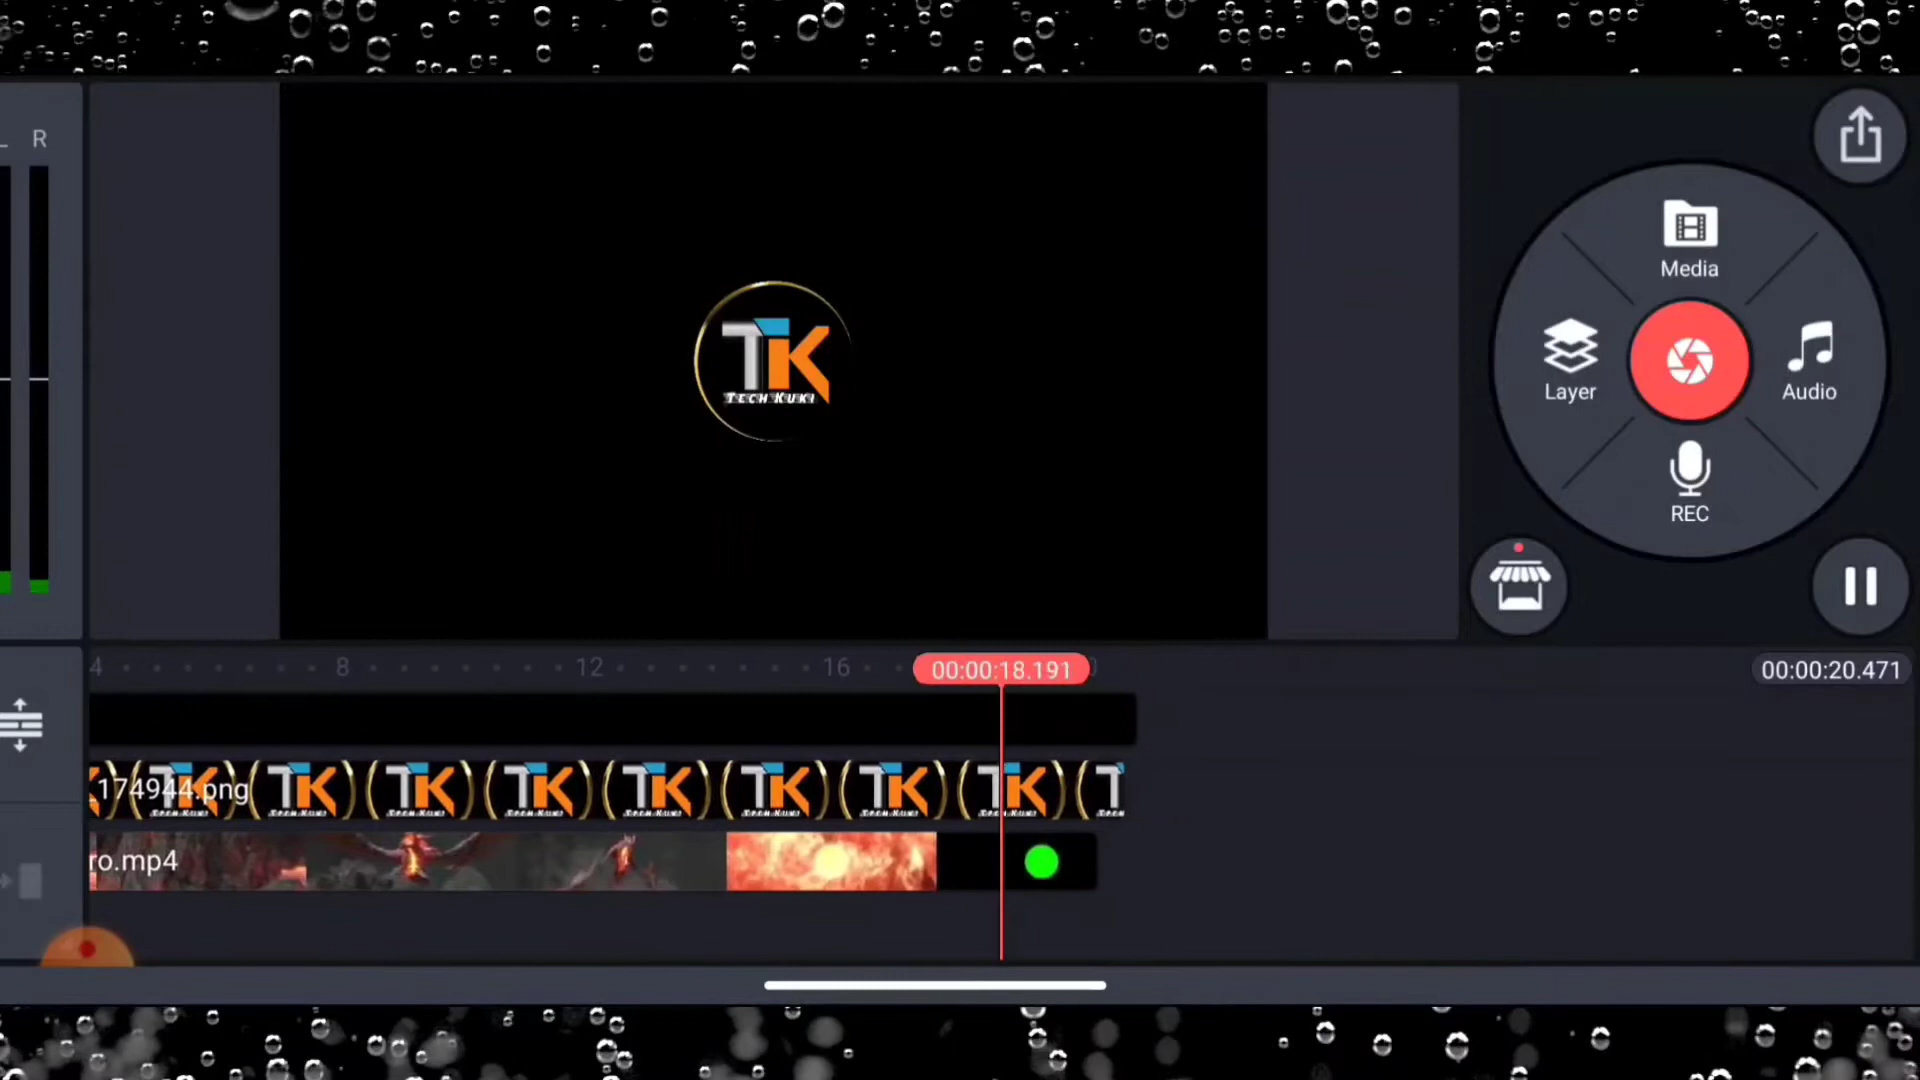 R
Media
TK
TECH KUKI
Layer
Audio
REC
4
8
12
16
00:00:18.191
00:00:20.471
_174944.png
ro.mp4